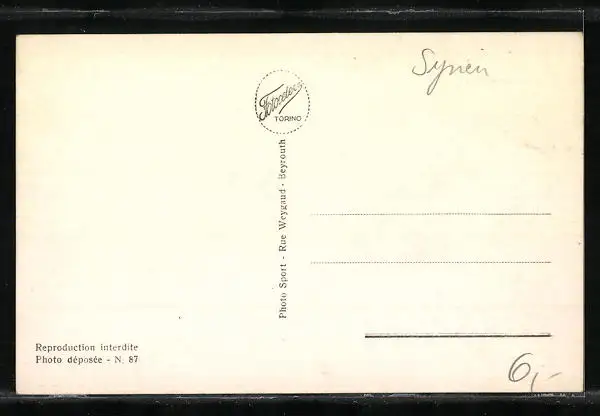 Syrien
Fotocelere
TORINO
Photo Sport - Rue Weygand - Beyrouth
Reproduction interdite
Photo déposée - N. 87
6,-